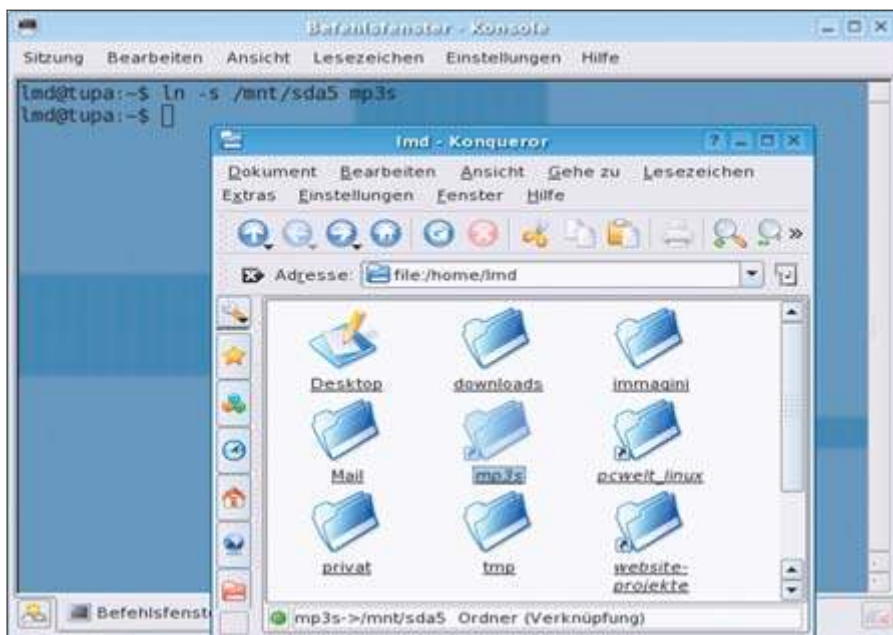 Befehlsfenster - Konsole
Sitzung Bearbeiten Ansicht Lesezeichen Einstellungen Hilfe
lmd@tupa:~$ ln -s /mnt/sda5 mp3s
lmd@tupa:~$
lmd - Konqueror
Dokument Bearbeiten Ansicht Gehe zu Lesezeichen
Extras Einstellungen Fenster Hilfe
Adresse: file:/home/lmd
Desktop downloads immagini
Mail mp3s pcwelt_linux
privat tmp website-
projekte
Befehlsfenst
mp3s->/mnt/sda5 Ordner (Verknüpfung)